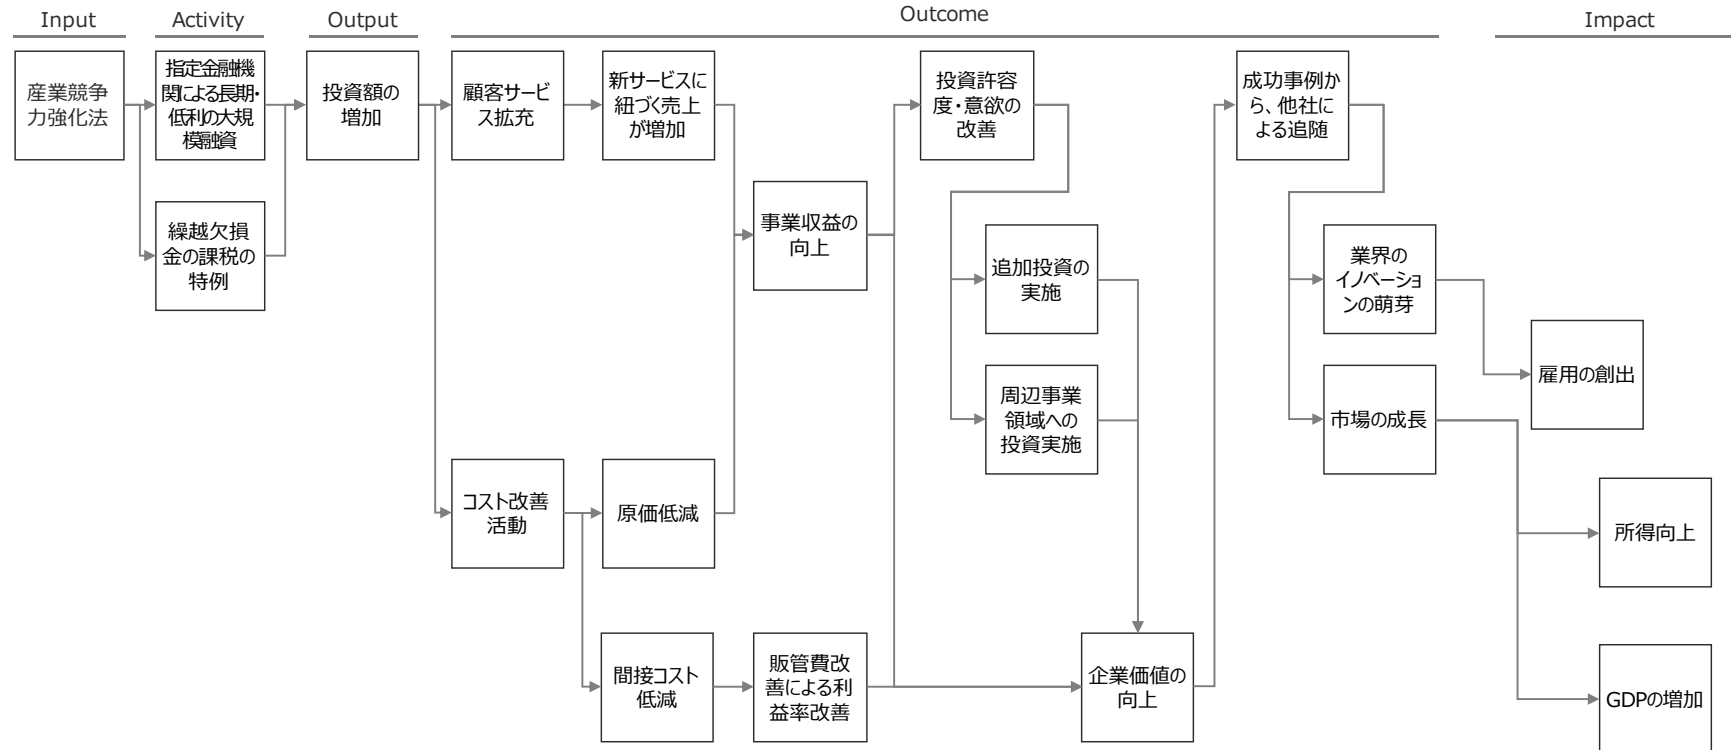 Input
Activity
Output
Outcome
Impact
産業競争
力強化法
指定金融機
関による長期・
低利の大規
模融資
繰越欠損
金の課税の
特例
投資額の
増加
顧客サービ
ス拡充
新サービスに
紐づく売上
が増加
事業収益の
向上
コスト改善
活動
原価低減
間接コスト
低減
販管費改
善による利
益率改善
投資許容
度・意欲の
改善
追加投資の
実施
周辺事業
領域への
投資実施
企業価値の
向上
成功事例か
ら、他社に
よる追随
業界の
イノベーショ
ンの萌芽
市場の成長
雇用の創出
所得向上
GDPの増加